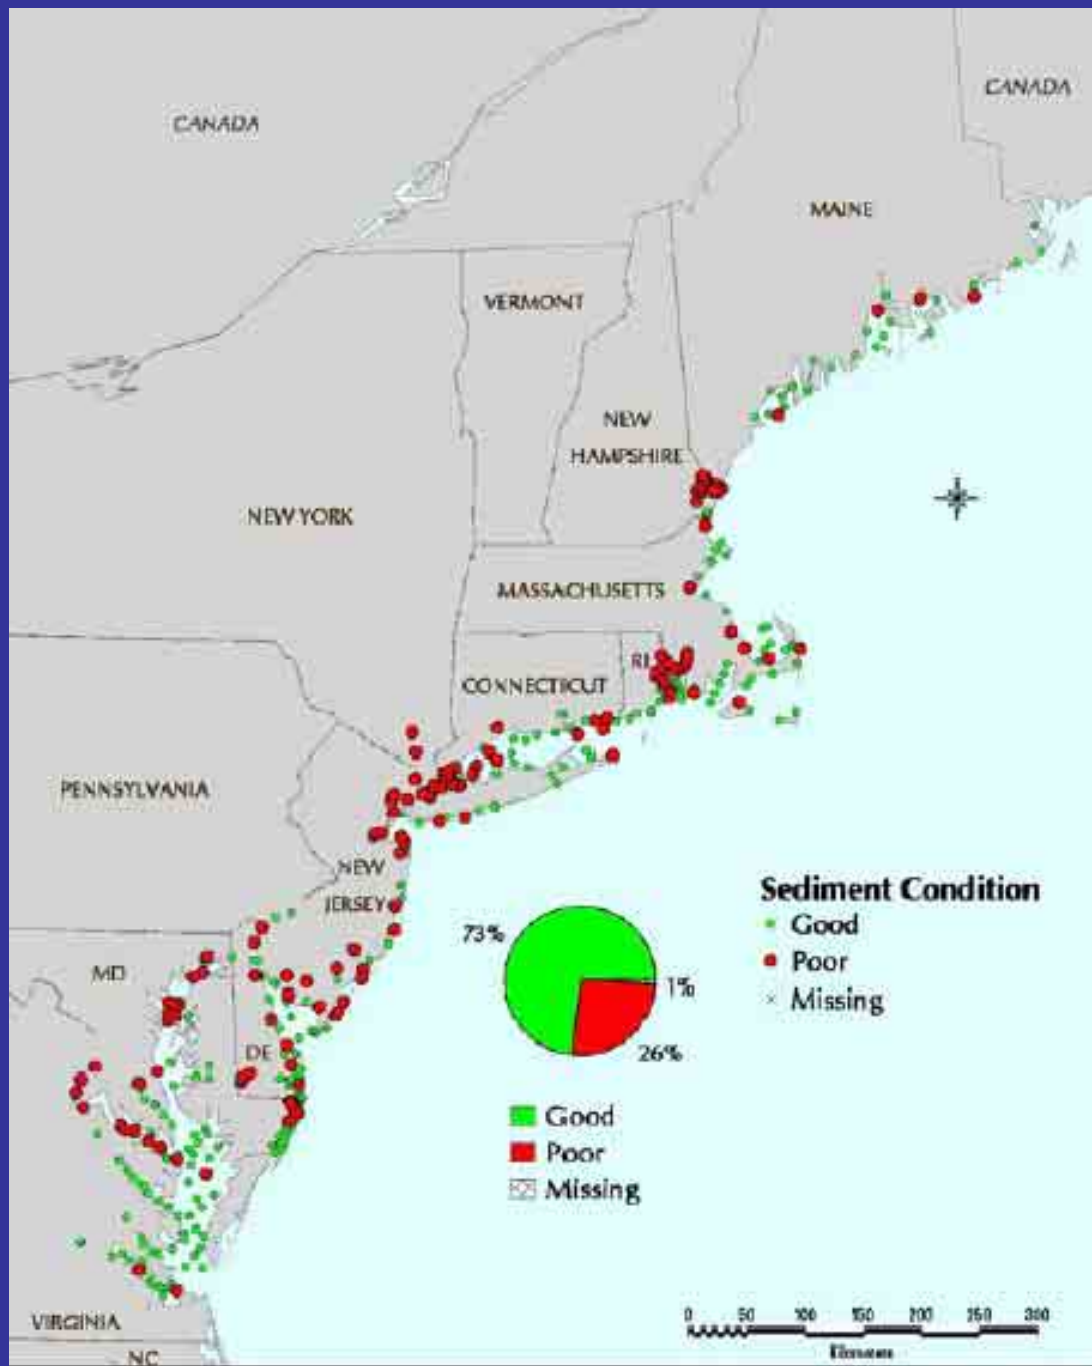 CANADA
CANADA
MAINE
VERMONT
NEW
HAMPSHIRE
NEW YORK
MASSACHUSETTS
RI
CONNECTICUT
PENNSYLVANIA
NEW
JERSEY
Sediment Condition
Good
Poor
Missing
73%
1%
26%
MD
DE
Good
Poor
Missing
VIRGINIA
NC
0 50 100 150 200 250 300
Kilometers